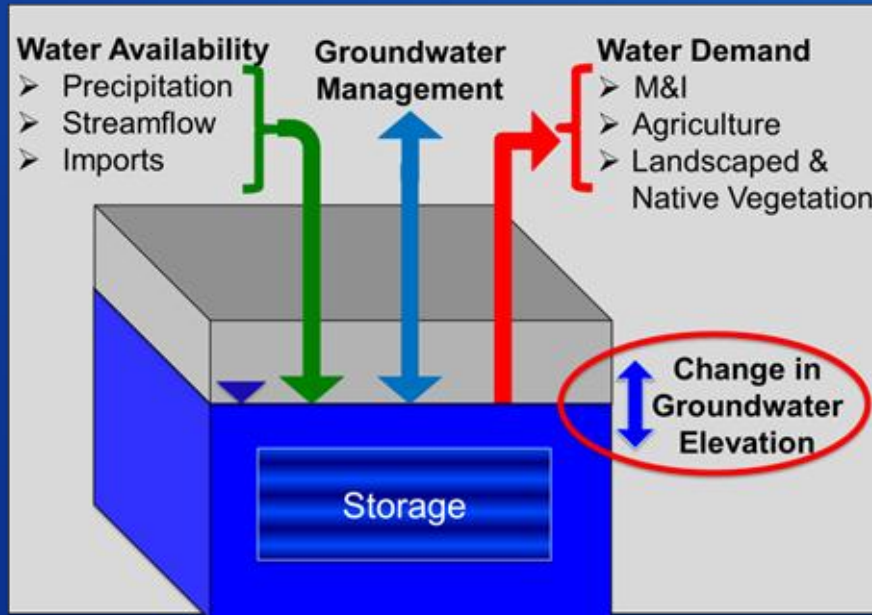 Water Availability
➢ Precipitation
➢ Streamflow
➢ Imports
Groundwater
Management
Water Demand
➢ M&I
➢ Agriculture
➢ Landscaped &
Native Vegetation
Change in
Groundwater
Elevation
Storage